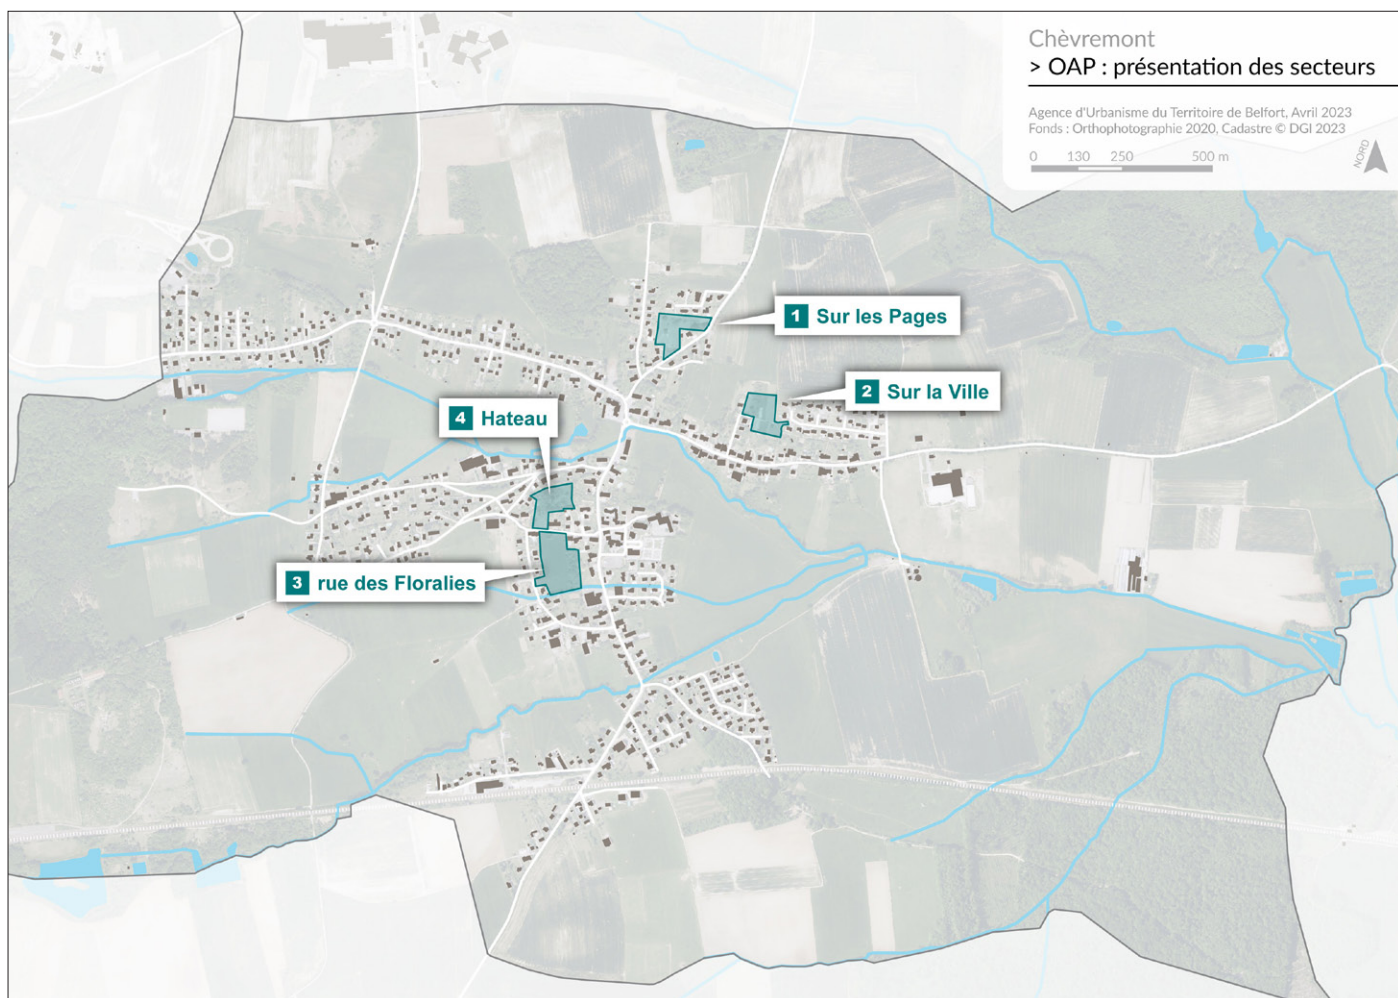 Chèvremont
> OAP : présentation des secteurs
Agence d'Urbanisme du Territoire de Belfort, Avril 2023
Fonds : Orthophotographie 2020, Cadastre © DGI 2023
0 130 250 500 m
NORD
1 Sur les Pages
2 Sur la Ville
4 Hateau
3 rue des Floralies